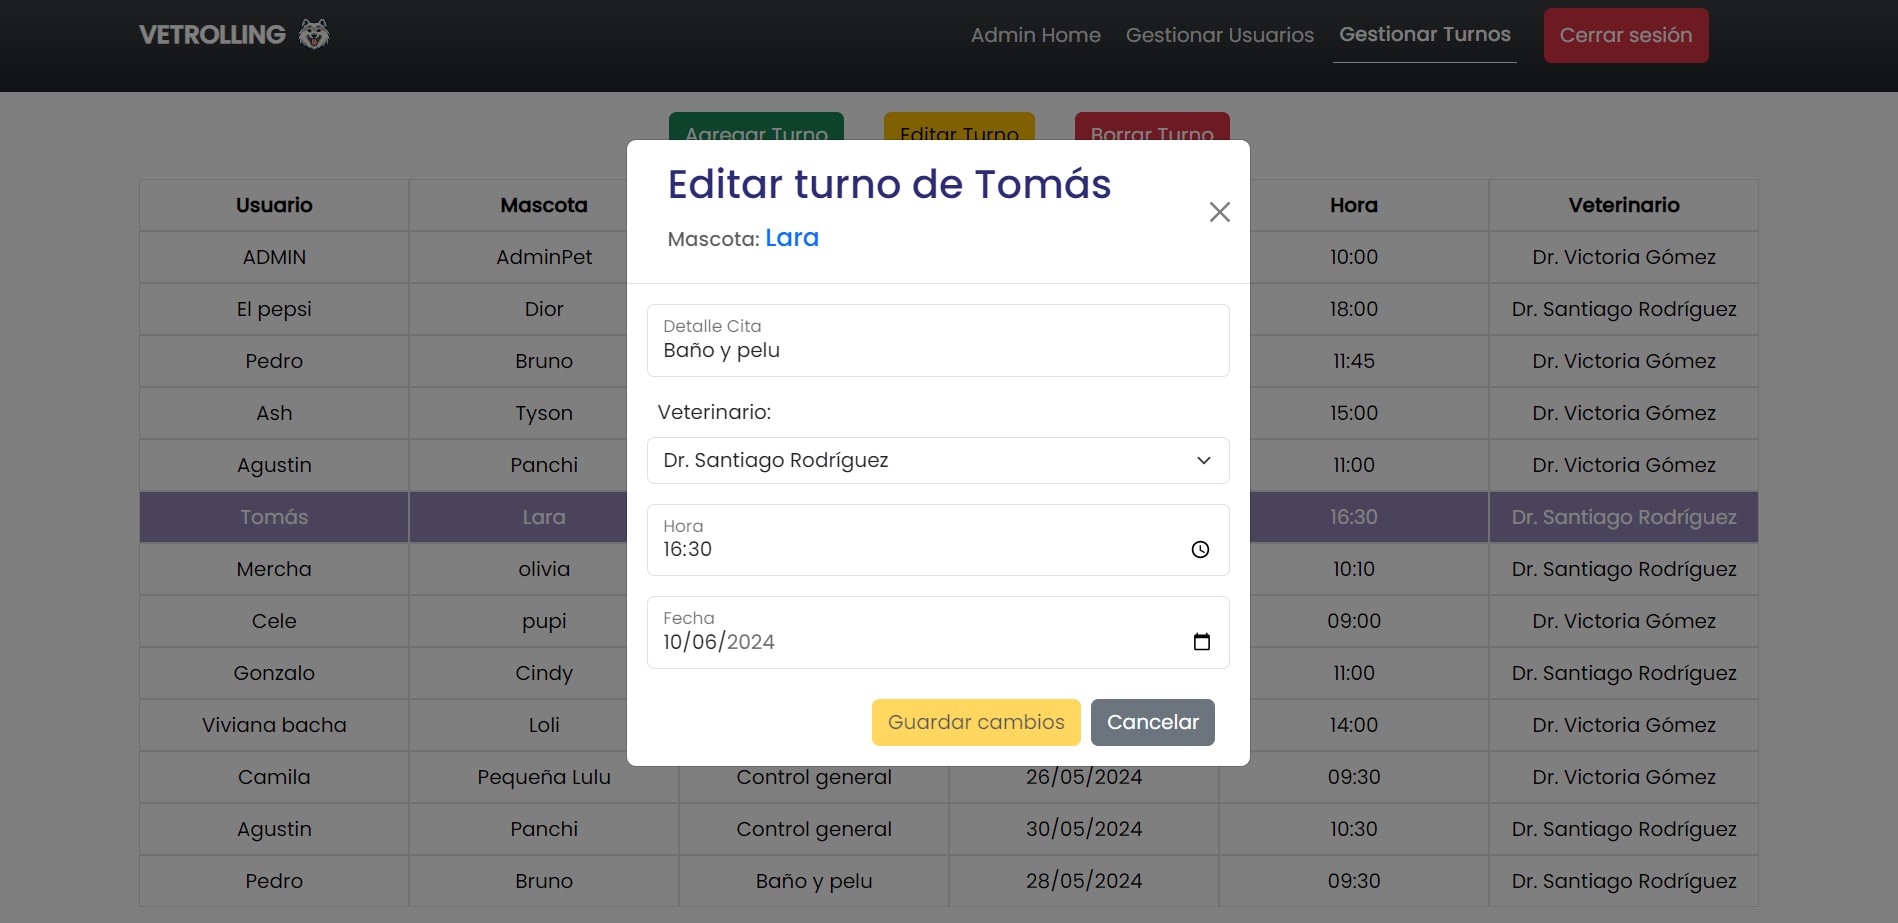 VETROLLING
Admin Home Gestionar Usuarios Gestionar Turnos Cerrar sesión
Agregar Turno Editar Turno Borrar Turno
Editar turno de Tomás
Mascota: Lara
Detalle Cita
Baño y pelu
Veterinario:
Dr. Santiago Rodríguez
Hora
16:30
Fecha
10/06/2024
Guardar cambios Cancelar
Usuario Mascota Hora Veterinario
ADMIN AdminPet 10:00 Dr. Victoria Gómez
El pepsi Dior 18:00 Dr. Santiago Rodríguez
Pedro Bruno 11:45 Dr. Victoria Gómez
Ash Tyson 15:00 Dr. Victoria Gómez
Agustin Panchi 11:00 Dr. Victoria Gómez
Tomás Lara 16:30 Dr. Santiago Rodríguez
Mercha olivia 10:10 Dr. Santiago Rodríguez
Cele pupi 09:00 Dr. Victoria Gómez
Gonzalo Cindy 11:00 Dr. Santiago Rodríguez
Viviana bacha Loli 14:00 Dr. Victoria Gómez
Camila Pequeña Lulu Control general 26/05/2024 09:30 Dr. Victoria Gómez
Agustin Panchi Control general 30/05/2024 10:30 Dr. Santiago Rodríguez
Pedro Bruno Baño y pelu 28/05/2024 09:30 Dr. Santiago Rodríguez